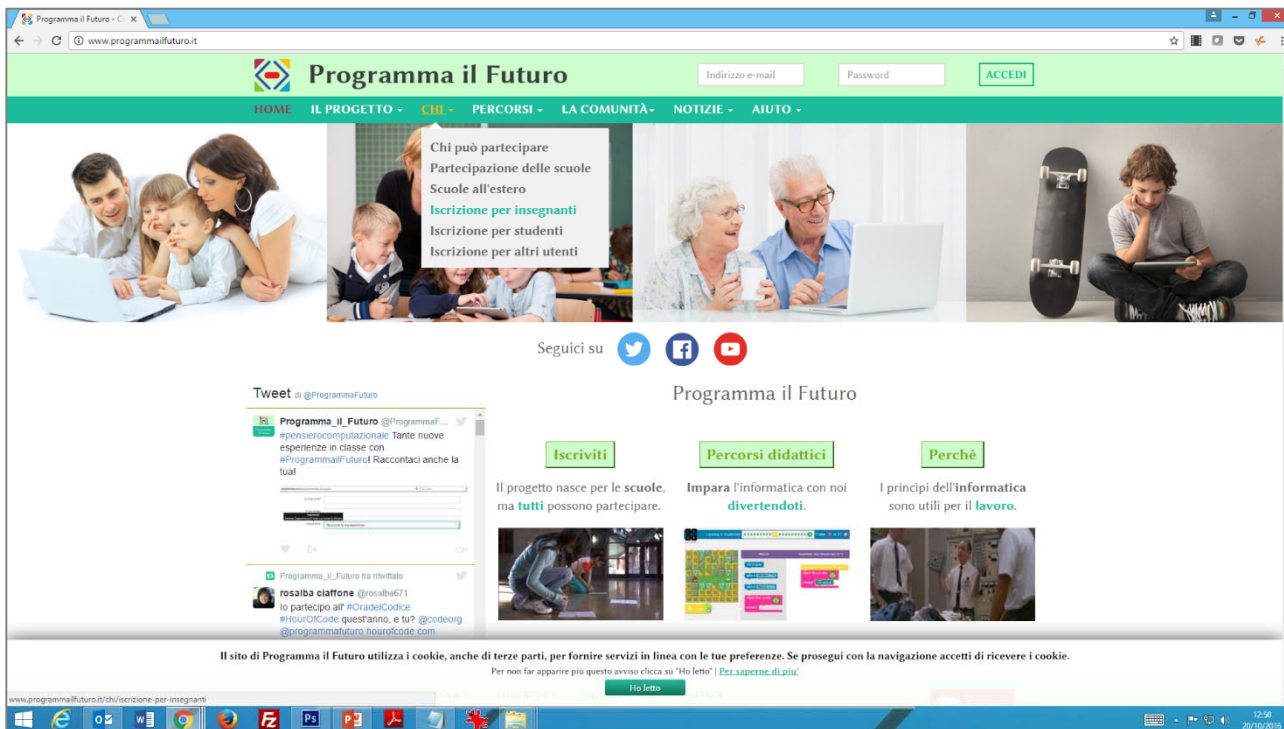 Programma il Futuro - Co
www.programmailfuturo.it
Programma il Futuro
Indirizzo e-mail
Password
ACCEDI
HOME IL PROGETTO CHI PERCORSI LA COMUNITÀ NOTIZIE AIUTO
Chi può partecipare
Partecipazione delle scuole
Scuole all'estero
Iscrizione per insegnanti
Iscrizione per studenti
Iscrizione per altri utenti
Seguici su
Tweet di @ProgrammaFuturo
Programma_il_Futuro @ProgrammaF...
#pensierocomputazionale Tante nuove
esperienze in classe con
#ProgrammailFuturo! Raccontaci anche la
tua!
Programma_il_Futuro ha ritwittato
rosalba ciaffone @rosalba671
Io partecipo all' #OradelCodice
#HourOfCode quest'anno, e tu? @codeorg
@programmafuturo hourofcode.com
Programma il Futuro
Iscriviti
Il progetto nasce per le scuole,
ma tutti possono partecipare.
Percorsi didattici
Impara l'informatica con noi
divertendoti.
Perché
I princìpi dell'informatica
sono utili per il lavoro.
Il sito di Programma il Futuro utilizza i cookie, anche di terze parti, per fornire servizi in linea con le tue preferenze. Se prosegui con la navigazione accetti di ricevere i cookie.
Per non far apparire più questo avviso clicca su "Ho letto" | Per saperne di piu'
Ho letto
www.programmailfuturo.it/chi/iscrizione-per-insegnanti
12:50
20/10/2016